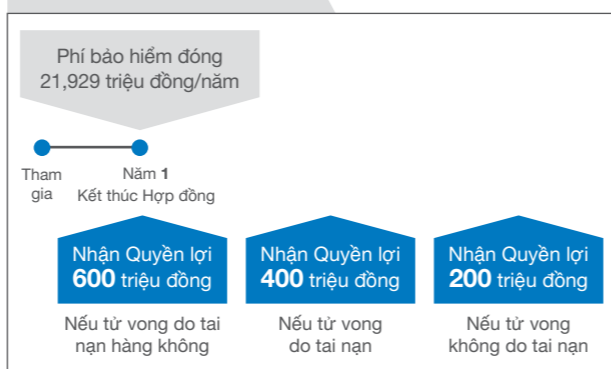 Phí bảo hiểm đóng
21,929 triệu đồng/năm
Tham
gia
Năm 1
Kết thúc Hợp đồng
Nhận Quyền lợi
600 triệu đồng
Nếu tử vong do tai
nạn hàng không
Nhận Quyền lợi
400 triệu đồng
Nếu tử vong
do tai nạn
Nhận Quyền lợi
200 triệu đồng
Nếu tử vong
không do tai nạn